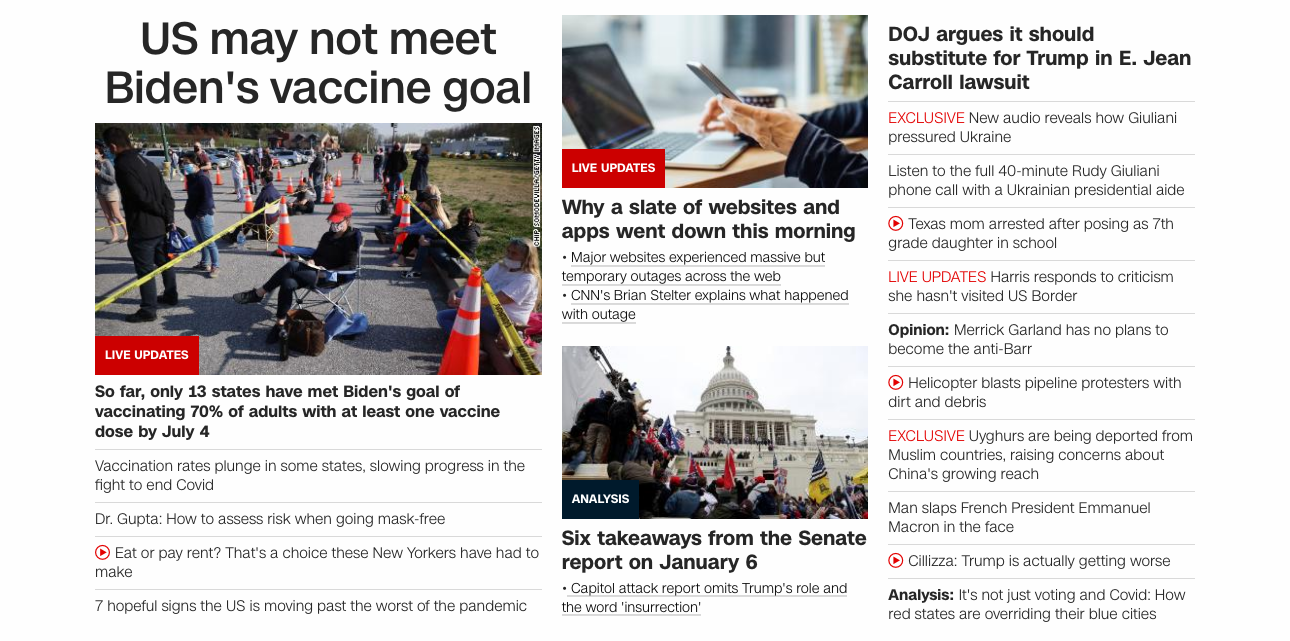 US may not meet
Biden's vaccine goal
CHIP SOMODEVILLA/GETTY IMAGES
LIVE UPDATES
So far, only 13 states have met Biden's goal of
vaccinating 70% of adults with at least one vaccine
dose by July 4
Vaccination rates plunge in some states, slowing progress in the
fight to end Covid
Dr. Gupta: How to assess risk when going mask-free
Eat or pay rent? That's a choice these New Yorkers have had to
make
7 hopeful signs the US is moving past the worst of the pandemic
LIVE UPDATES
Why a slate of websites and
apps went down this morning
• Major websites experienced massive but
temporary outages across the web
• CNN's Brian Stelter explains what happened
with outage
ANALYSIS
Six takeaways from the Senate
report on January 6
• Capitol attack report omits Trump's role and
the word 'insurrection'
DOJ argues it should
substitute for Trump in E. Jean
Carroll lawsuit
EXCLUSIVE New audio reveals how Giuliani
pressured Ukraine
Listen to the full 40-minute Rudy Giuliani
phone call with a Ukrainian presidential aide
Texas mom arrested after posing as 7th
grade daughter in school
LIVE UPDATES Harris responds to criticism
she hasn't visited US Border
Opinion: Merrick Garland has no plans to
become the anti-Barr
Helicopter blasts pipeline protesters with
dirt and debris
EXCLUSIVE Uyghurs are being deported from
Muslim countries, raising concerns about
China's growing reach
Man slaps French President Emmanuel
Macron in the face
Cillizza: Trump is actually getting worse
Analysis: It's not just voting and Covid: How
red states are overriding their blue cities